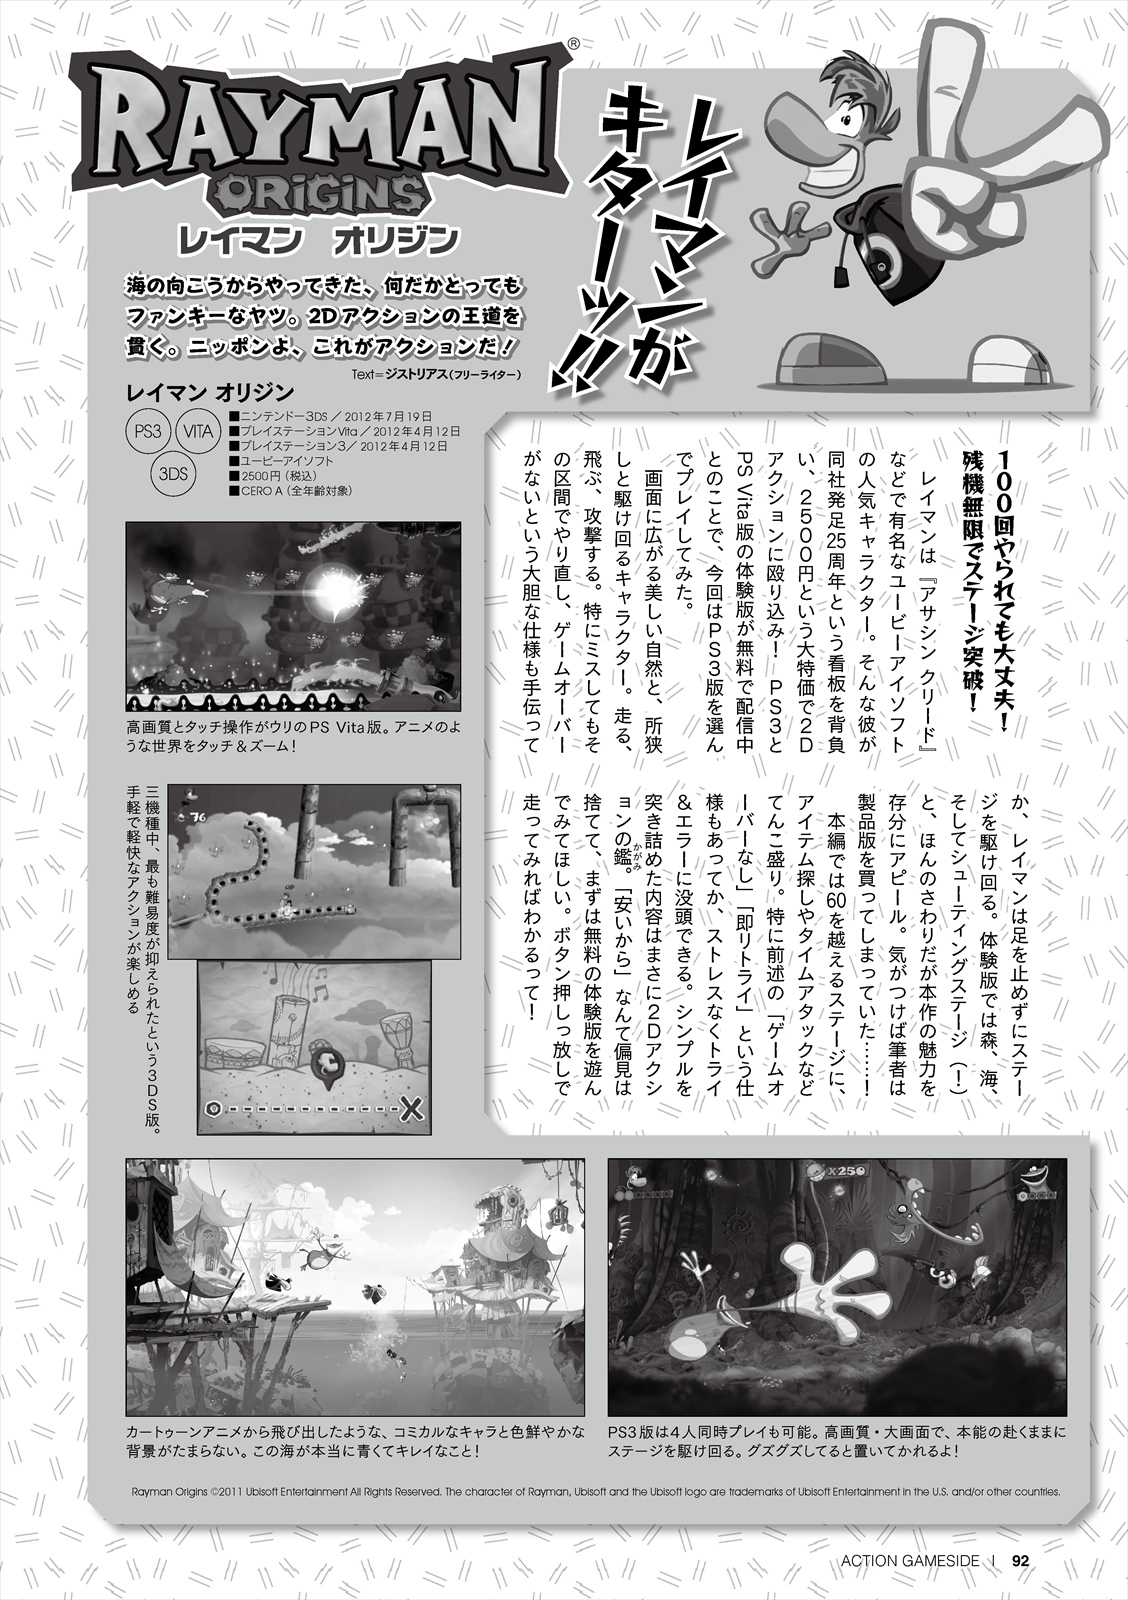 RAYMAN®
ORIGINS
レイマン　オリジン
レイマンが
キターッ!!
海の向こうからやってきた、何だかとっても
ファンキーなヤツ。2Dアクションの王道を
貫く。ニッポンよ、これがアクションだ！
Text=ジストリアス（フリーライター）
レイマン オリジン
PS3
VITA
3DS
■ニンテンドー3DS／2012年7月19日
■プレイステーションVita／2012年4月12日
■プレイステーション3／2012年4月12日
■ユービーアイソフト
■2500円（税込）
■CERO A（全年齢対象）
100回やられても大丈夫！
残機無限でステージ突破！
　レイマンは『アサシン クリード』
などで有名なユービーアイソフト
の人気キャラクター。そんな彼が
同社発足25周年という看板を背負
い、2500円という大特価で2D
アクションに殴り込み！　PS3と
PS Vita版の体験版が無料で配信中
とのことで、今回はPS3版を選ん
でプレイしてみた。
　画面に広がる美しい自然と、所狭
しと駆け回るキャラクター。走る、
飛ぶ、攻撃する。特にミスしてもそ
の区間でやり直し、ゲームオーバー
がないという大胆な仕様も手伝って
か、レイマンは足を止めずにステー
ジを駆け回る。体験版では森、海、
そしてシューティングステージ（！）
と、ほんのさわりだが本作の魅力を
存分にアピール。気がつけば筆者は
製品版を買ってしまっていた……！
　本編では60を越えるステージに、
アイテム探しやタイムアタックなど
てんこ盛り。特に前述の「ゲームオ
ーバーなし」「即リトライ」という仕
様もあってか、ストレスなくトライ
&エラーに没頭できる。シンプルを
突き詰めた内容はまさに2Dアクシ
ョンの鑑。「安いから」なんて偏見は
かがみ
捨てて、まずは無料の体験版を遊ん
でみてほしい。ボタン押しっ放しで
走ってみればわかるって！
高画質とタッチ操作がウリのPS Vita版。アニメのよ
うな世界をタッチ&ズーム！
76
三機種中、最も難易度が抑えられたという3DS版。
手軽で軽快なアクションが楽しめる
カートゥーンアニメから飛び出したような、コミカルなキャラと色鮮やかな
背景がたまらない。この海が本当に青くてキレイなこと！
x250
PS3版は4人同時プレイも可能。高画質・大画面で、本能の赴くままに
ステージを駆け回る。グズグズしてると置いてかれるよ！
Rayman Origins ©2011 Ubisoft Entertainment All Rights Reserved. The character of Rayman, Ubisoft and the Ubisoft logo are trademarks of Ubisoft Entertainment in the U.S. and/or other countries.
ACTION GAMESIDE | 92